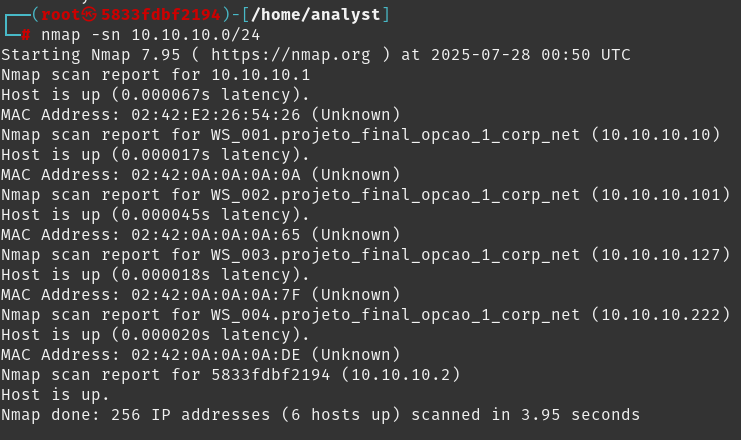 ┌──(root㉿5833fdbf2194)-[/home/analyst]
└─# nmap -sn 10.10.10.0/24
Starting Nmap 7.95 ( https://nmap.org ) at 2025-07-28 00:50 UTC
Nmap scan report for 10.10.10.1
Host is up (0.000067s latency).
MAC Address: 02:42:E2:26:54:26 (Unknown)
Nmap scan report for WS_001.projeto_final_opcao_1_corp_net (10.10.10.10)
Host is up (0.000017s latency).
MAC Address: 02:42:0A:0A:0A:0A (Unknown)
Nmap scan report for WS_002.projeto_final_opcao_1_corp_net (10.10.10.101)
Host is up (0.000045s latency).
MAC Address: 02:42:0A:0A:0A:65 (Unknown)
Nmap scan report for WS_003.projeto_final_opcao_1_corp_net (10.10.10.127)
Host is up (0.000018s latency).
MAC Address: 02:42:0A:0A:0A:7F (Unknown)
Nmap scan report for WS_004.projeto_final_opcao_1_corp_net (10.10.10.222)
Host is up (0.000020s latency).
MAC Address: 02:42:0A:0A:0A:DE (Unknown)
Nmap scan report for 5833fdbf2194 (10.10.10.2)
Host is up.
Nmap done: 256 IP addresses (6 hosts up) scanned in 3.95 seconds